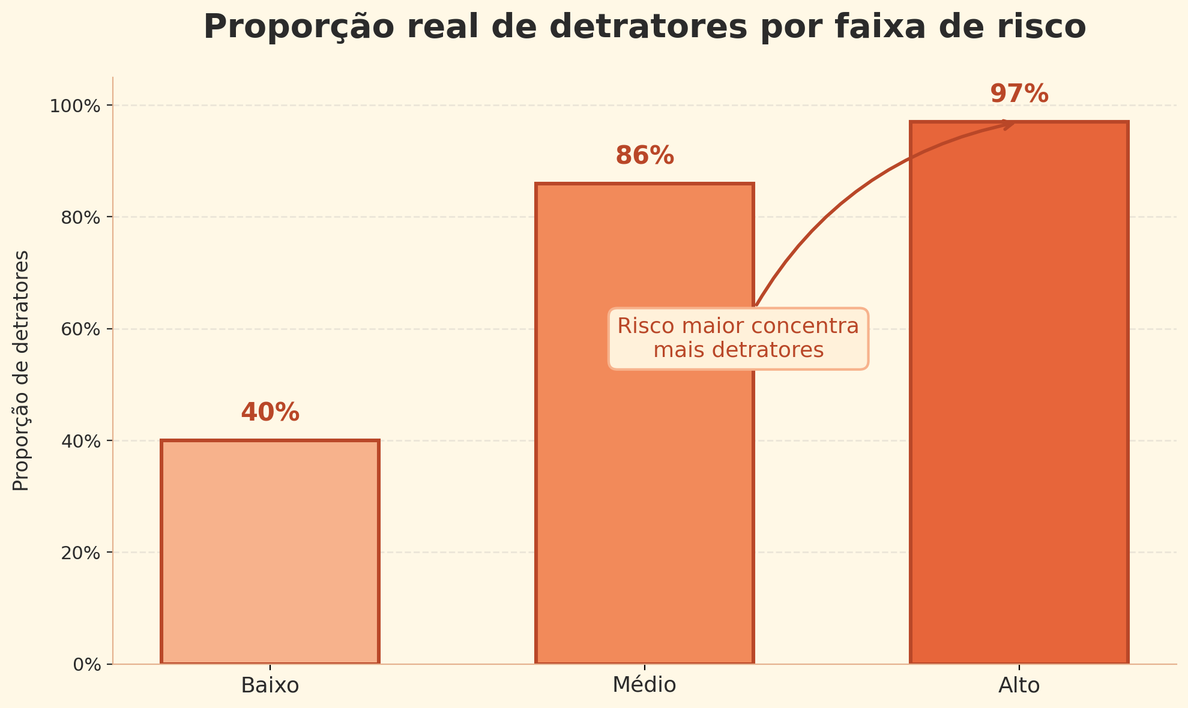 Proporção real de detratores por faixa de risco
Proporção de detratores
100%
80%
60%
40%
20%
0%
40%
86%
97%
Risco maior concentra
mais detratores
Baixo
Médio
Alto